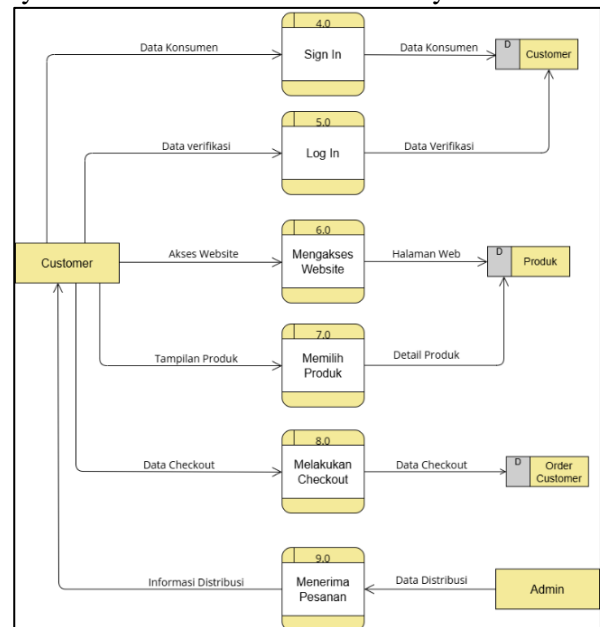 4.0
Data Konsumen
Sign In
Data Konsumen
D
Customer
5.0
Data verifikasi
Log In
Data Verifikasi
6.0
Customer
Akses Website
Mengakses
Website
Halaman Web
D
Produk
7.0
Tampilan Produk
Memilih
Produk
Detail Produk
8.0
Data Checkout
Melakukan
Checkout
Data Checkout
D
Order
Customer
9.0
Informasi Distribusi
Menerima
Pesanan
Data Distribusi
Admin